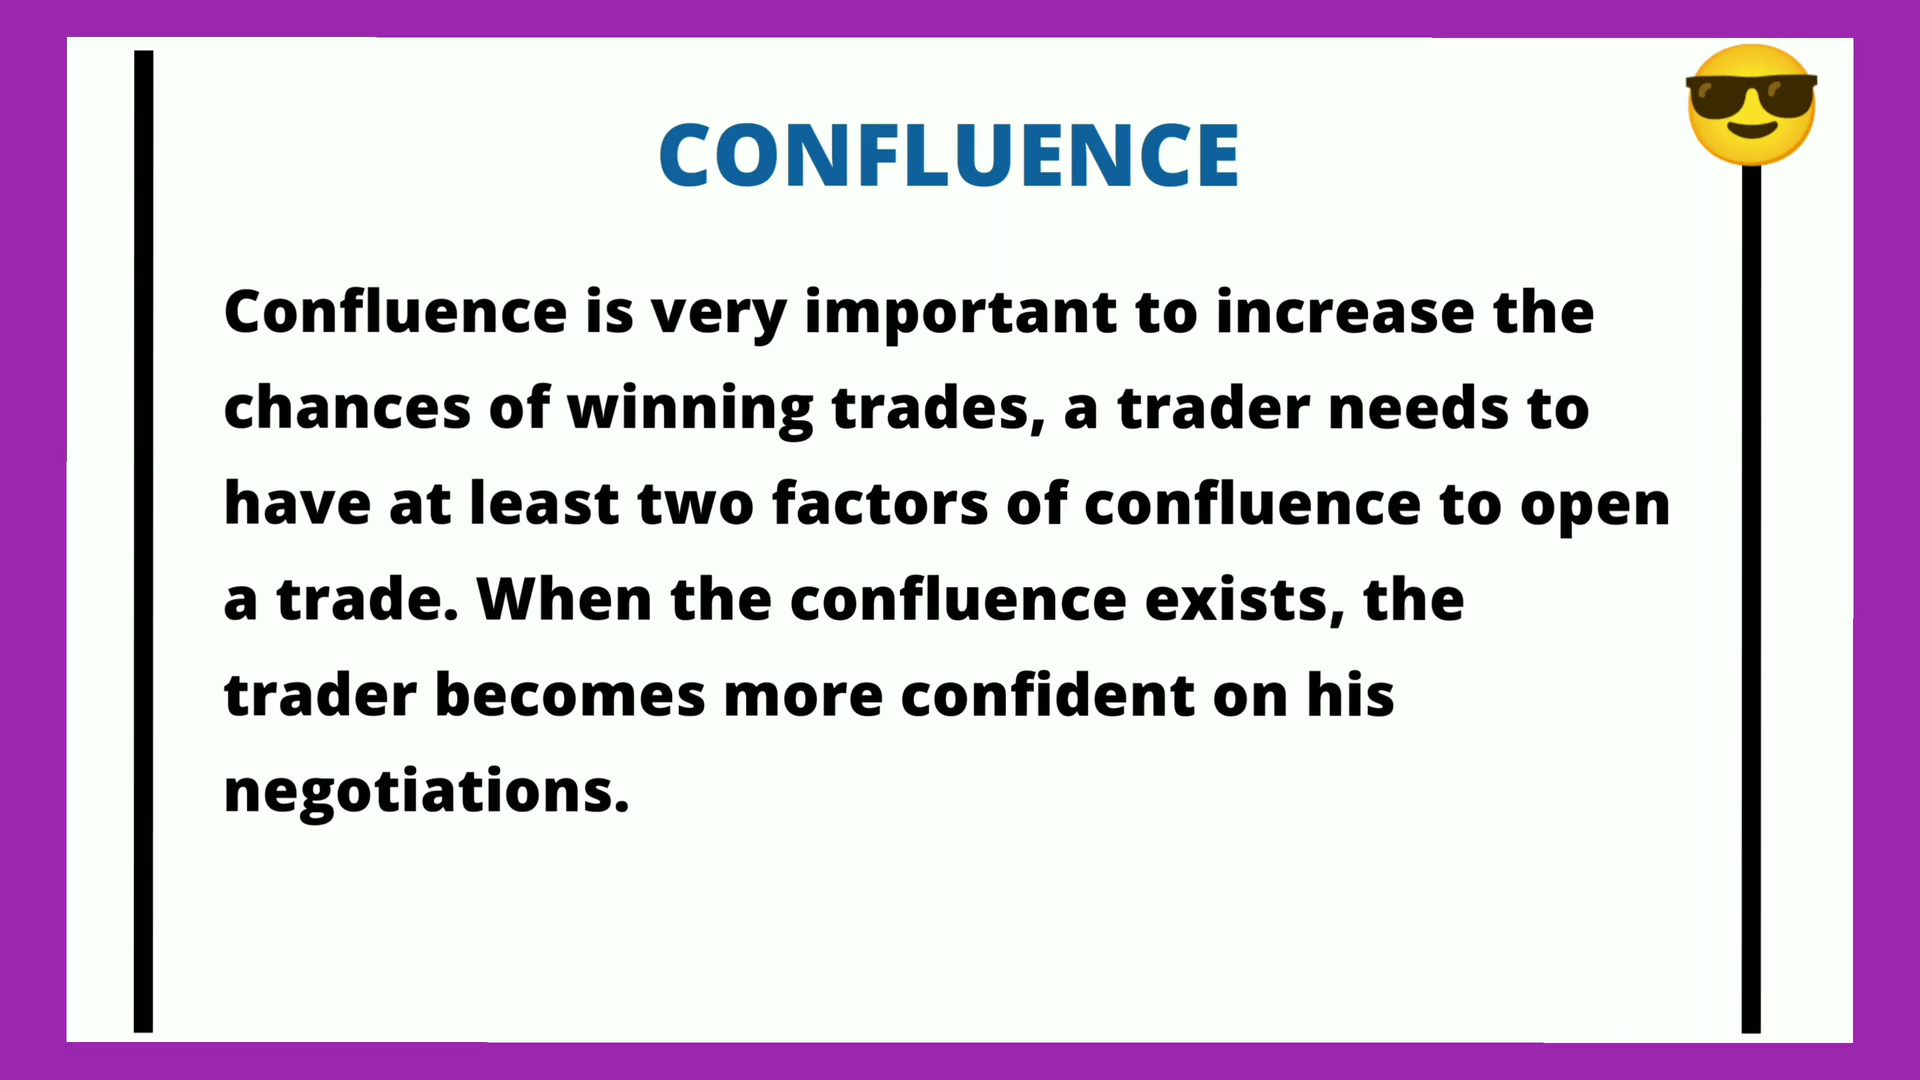 CONFLUENCE
Confluence is very important to increase the
chances of winning trades, a trader needs to
have at least two factors of confluence to open
a trade. When the confluence exists, the
trader becomes more confident on his
negotiations.